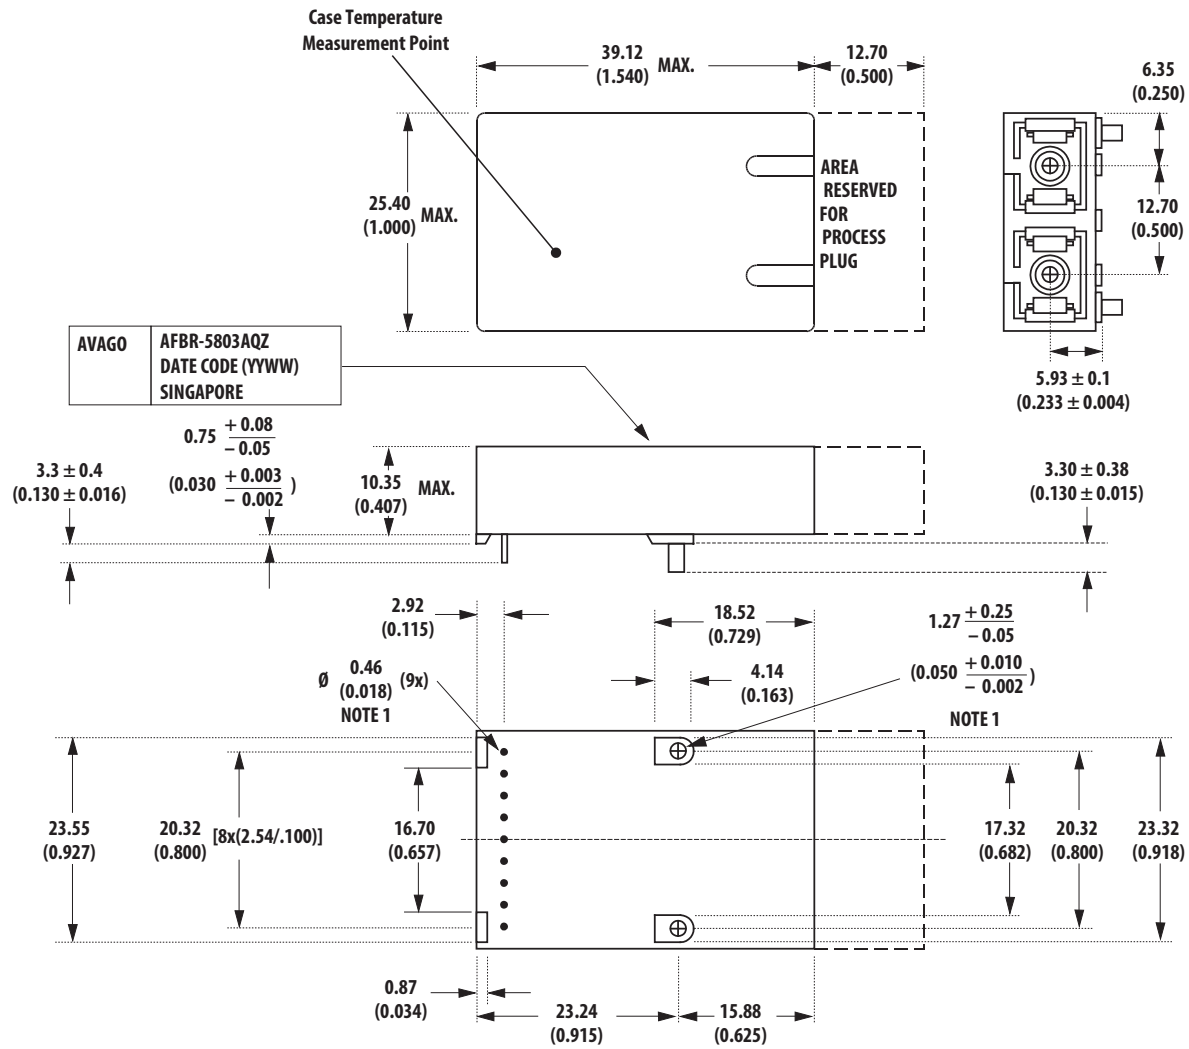 Case Temperature
Measurement Point
39.12
(1.540)
MAX.
12.70
(0.500)
6.35
(0.250)
25.40
(1.000)
MAX.
AREA
RESERVED
FOR
PROCESS
PLUG
12.70
(0.500)
5.93 ± 0.1
(0.233 ± 0.004)
AVAGO
AFBR-5803AQZ
DATE CODE (YYWW)
SINGAPORE
0.75 + 0.08
– 0.05
(0.030 + 0.003
– 0.002 )
3.3 ± 0.4
(0.130 ± 0.016)
10.35
(0.407)
MAX.
3.30 ± 0.38
(0.130 ± 0.015)
2.92
(0.115)
18.52
(0.729)
1.27 + 0.25
– 0.05
(0.050 + 0.010
– 0.002 )
NOTE 1
Ø 0.46
(0.018) (9x)
NOTE 1
4.14
(0.163)
23.55
(0.927)
20.32
(0.800)
[8x(2.54/.100)]
16.70
(0.657)
17.32
(0.682)
20.32
(0.800)
23.32
(0.918)
0.87
(0.034)
23.24
(0.915)
15.88
(0.625)